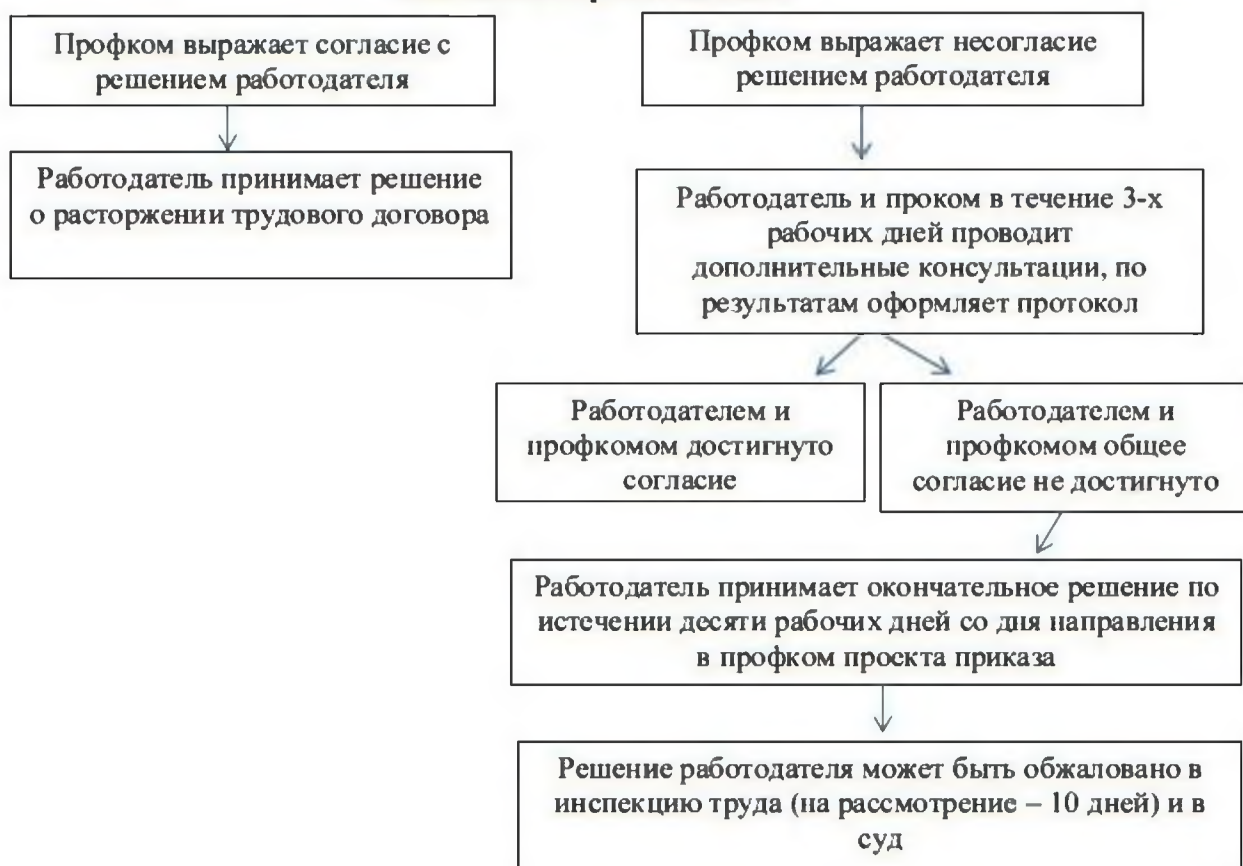 Профком выражает согласие с
решением работодателя
Профком выражает несогласие
решением работодателя
Работодатель принимает решение
о расторжении трудового договора
Работодатель и проком в течение 3-х
рабочих дней проводит
дополнительные консультации, по
результатам оформляет протокол
Работодателем и
профкомом достигнуто
согласие
Работодателем и
профкомом общее
согласие не достигнуто
Работодатель принимает окончательное решение по
истечении десяти рабочих дней со дня направления
в профком проекта приказа
Решение работодателя может быть обжаловано в
инспекцию труда (на рассмотрение – 10 дней) и в
суд